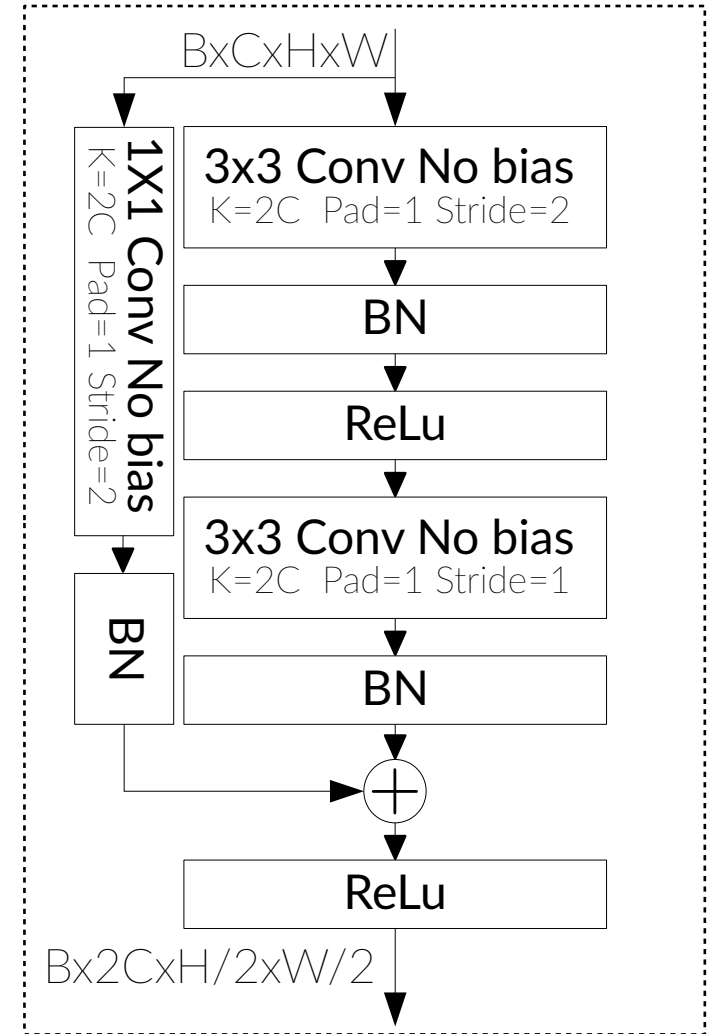 BxCxHxW
1X1 Conv No bias
K=2C Pad=1 Stride=2
BN
3x3 Conv No bias
K=2C Pad=1 Stride=2
BN
ReLu
3x3 Conv No bias
K=2C Pad=1 Stride=1
BN
ReLu
Bx2CxH/2xW/2